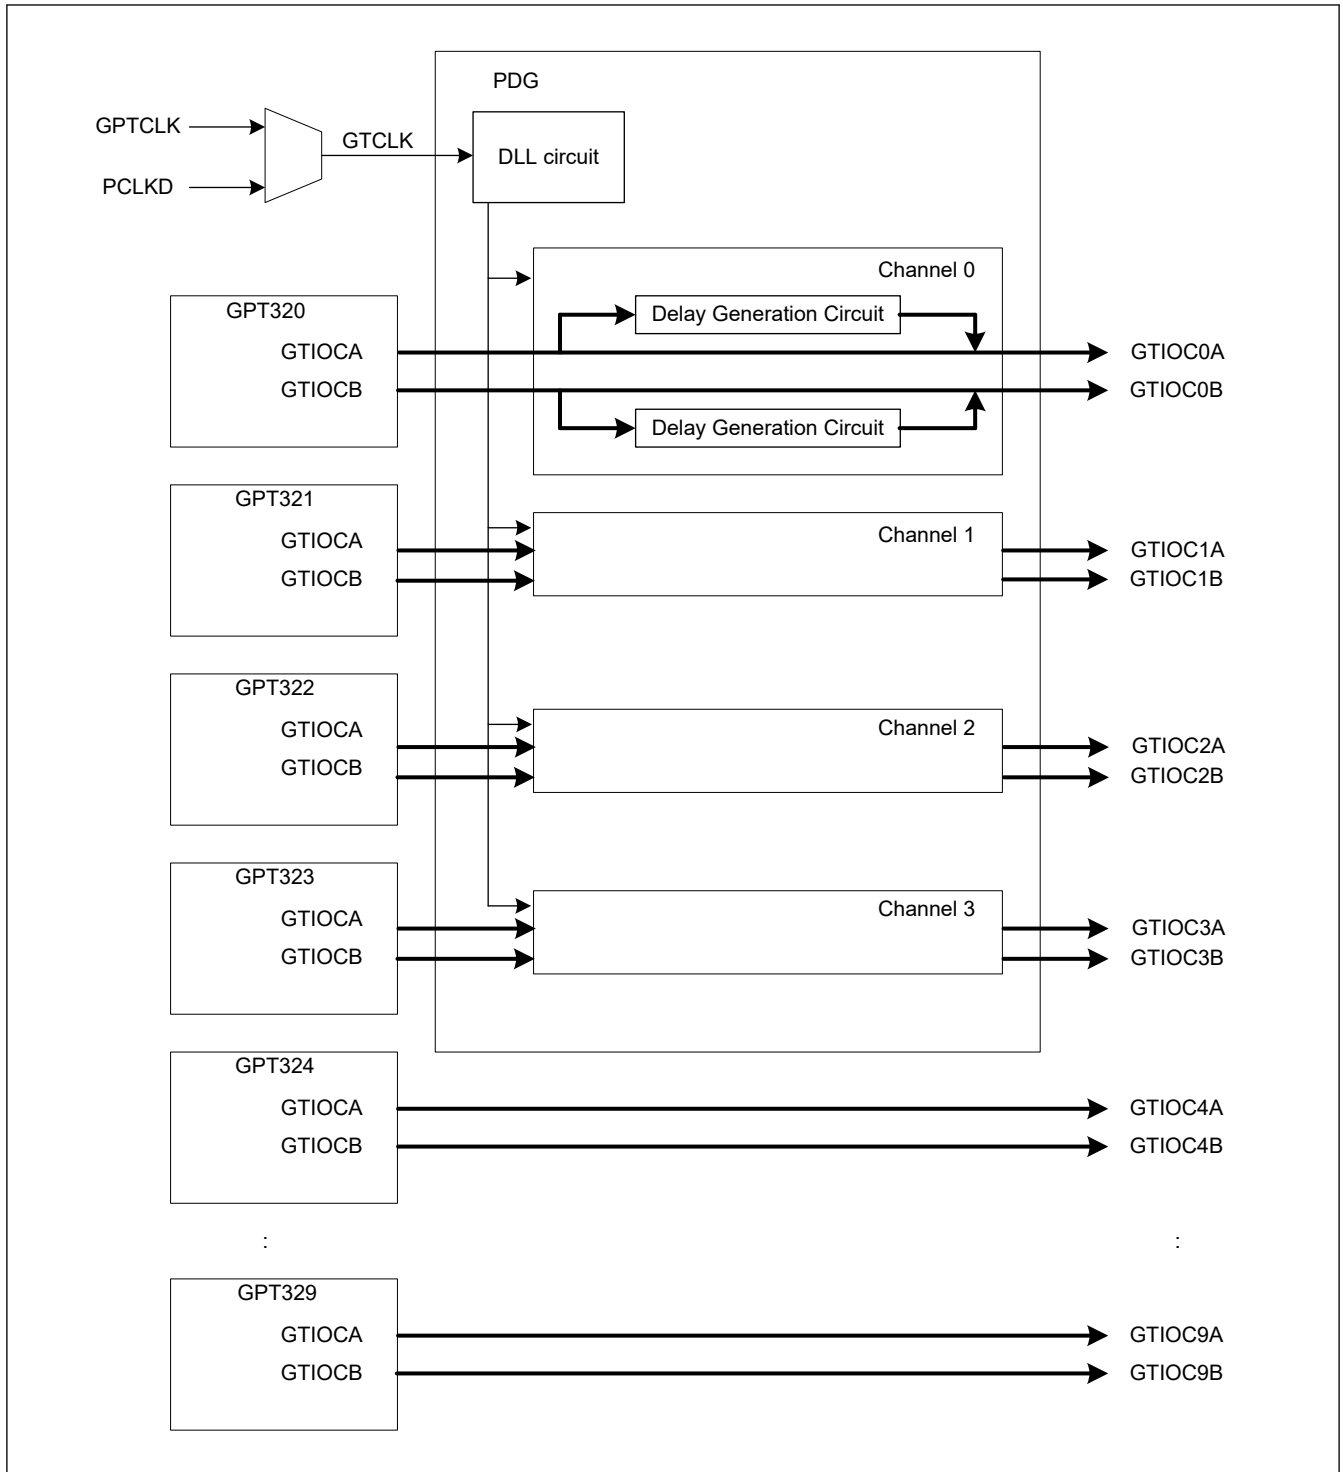 PDG
GPTCLK
GTCLK
DLL circuit
PCLKD
Channel 0
GPT320
Delay Generation Circuit
GTIOCA
GTIOC0A
GTIOCB
GTIOC0B
Delay Generation Circuit
GPT321
Channel 1
GTIOCA
GTIOC1A
GTIOCB
GTIOC1B
GPT322
Channel 2
GTIOCA
GTIOC2A
GTIOCB
GTIOC2B
GPT323
Channel 3
GTIOCA
GTIOC3A
GTIOCB
GTIOC3B
GPT324
GTIOCA
GTIOC4A
GTIOCB
GTIOC4B
:
:
GPT329
GTIOCA
GTIOC9A
GTIOCB
GTIOC9B